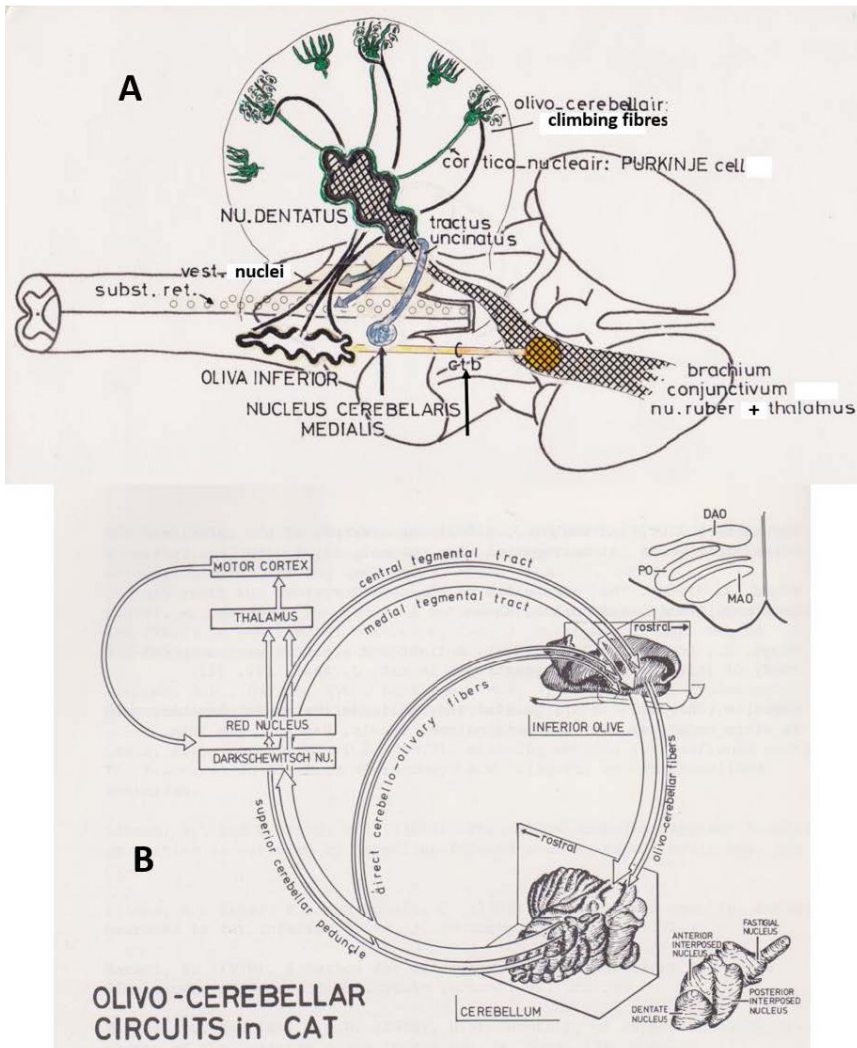 A
olivo_cerebellair:
climbing fibres
cor tico_nucleair: PURKINJE cell
NU. DENTATUS
tractus
uncinatus
vest. nuclei
subst. ret.
OLIVA INFERIOR
ctb
NUCLEUS CEREBELARIS
MEDIALIS
brachium
conjunctivum
nu. ruber + thalamus
DAO
PO
MAO
MOTOR CORTEX
central tegmental tract
THALAMUS
medial tegmental tract
rostral
direct cerebello-olivary fibers
RED NUCLEUS
INFERIOR OLIVE
DARKSCHEWITSCH NU.
olivo-cerebellar fibers
superior cerebellar peduncle
B
rostral
FASTIGIAL
NUCLEUS
ANTERIOR
INTERPOSED
NUCLEUS
POSTERIOR
INTERPOSED
NUCLEUS
DENTATE
NUCLEUS
CEREBELLUM
OLIVO-CEREBELLAR
CIRCUITS in CAT